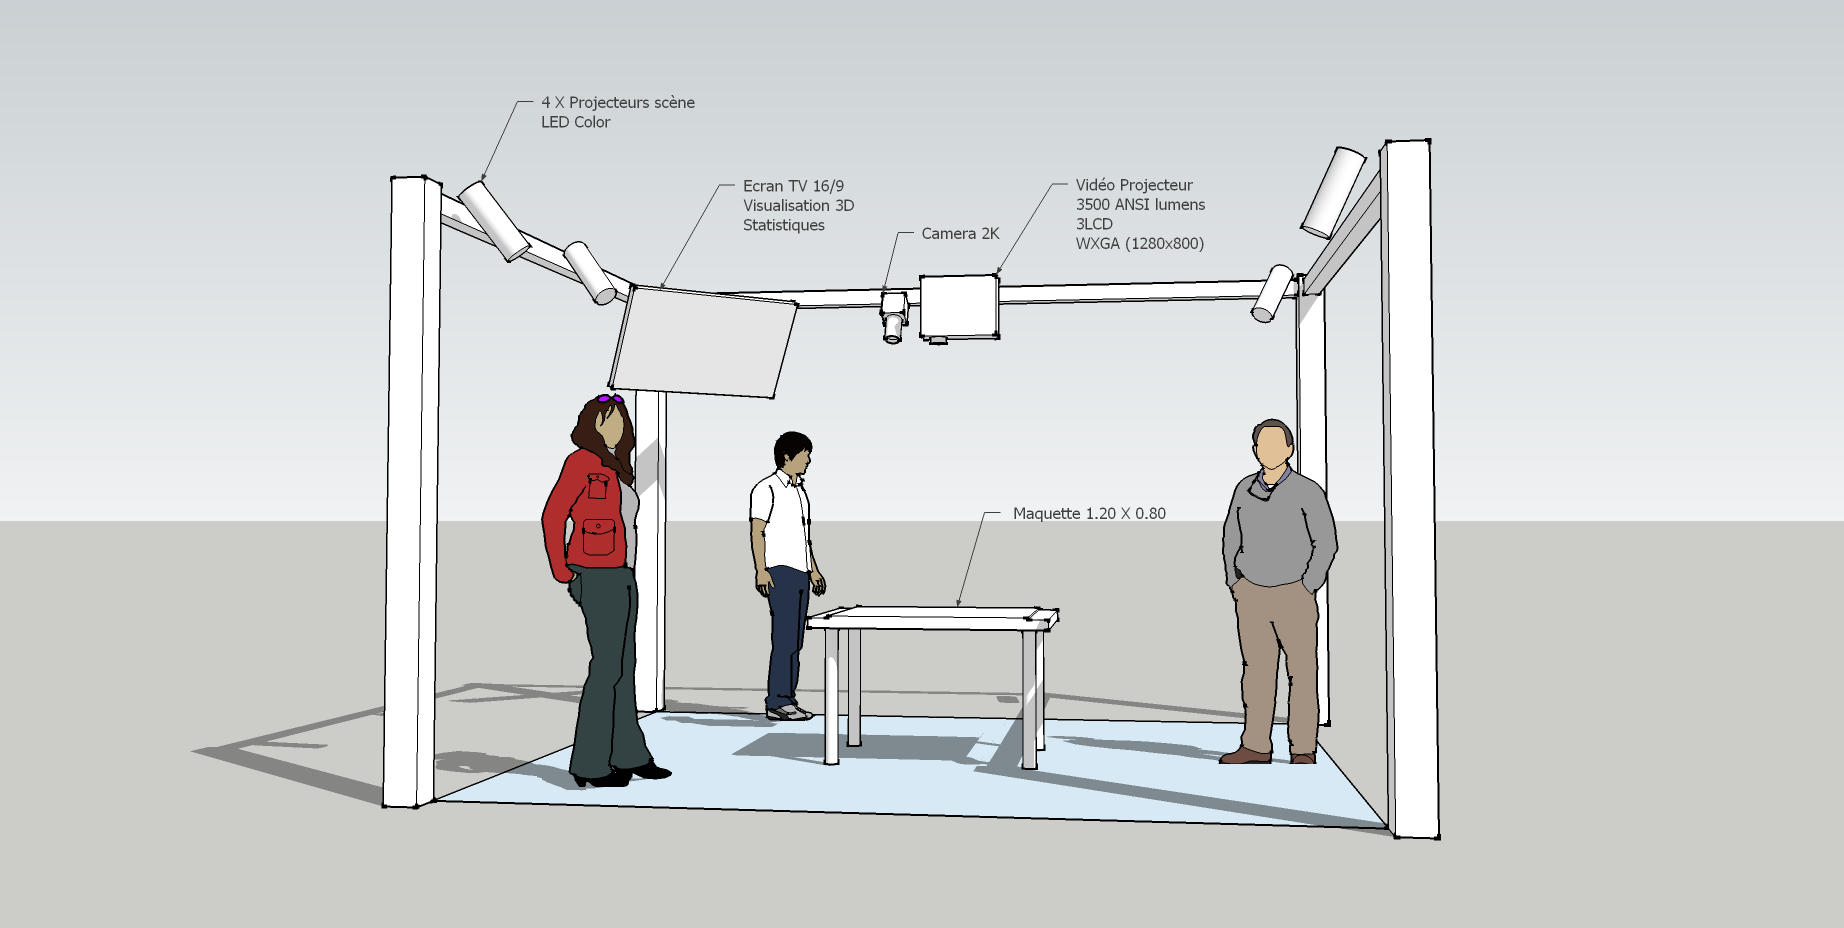 4 X Projecteurs scène
LED Color
Ecran TV 16/9
Visualisation 3D
Statistiques
Camera 2K
Vidéo Projecteur
3500 ANSI lumens
3LCD
WXGA (1280x800)
Maquette 1.20 X 0.80